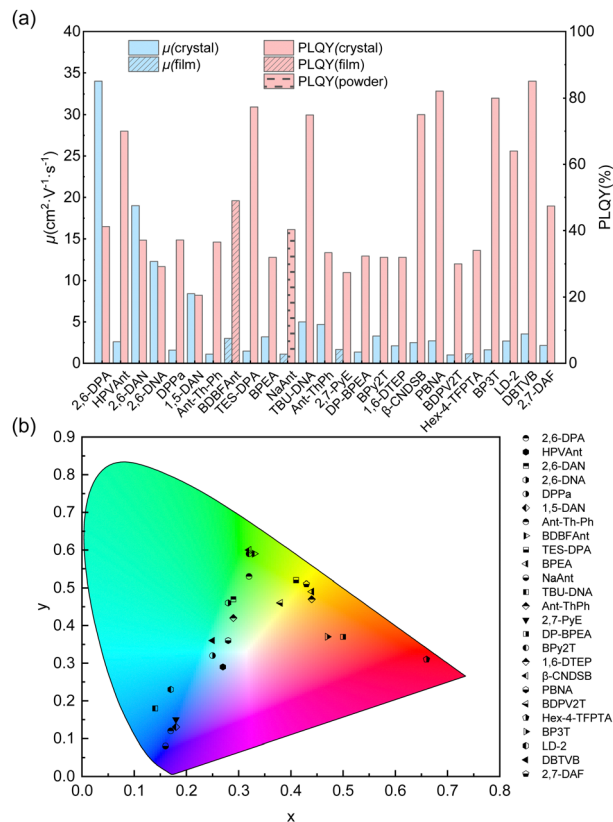 (a)
μ(crystal)
μ(film)
PLQY(crystal)
PLQY(film)
PLQY(powder)
40
35
30
25
20
15
10
5
0
μ(cm²·V⁻¹·s⁻¹)
100
80
60
40
20
0
PLQY(%)
2,6-DPA
HPVAnt
2,6-DAN
2,6-DNA
DPPa
1,5-DAN
Ant-Th-Ph
BDBFAnt
TES-DPA
BPEA
NaAnt
TBU-DNA
Ant-ThPh
2,7-PyE
DP-BPEA
BPy2T
1,6-DTEP
β-CNDSB
PBNA
BDPV2T
Hex-4-TFPTA
BP3T
LD-2
DBTVB
2,7-DAF
(b)
0.9
0.8
0.7
0.6
0.5
0.4
0.3
0.2
0.1
0.0
y
0.0 0.1 0.2 0.3 0.4 0.5 0.6 0.7 0.8
x
2,6-DPA
HPVAnt
2,6-DAN
2,6-DNA
DPPa
1,5-DAN
Ant-Th-Ph
BDBFAnt
TES-DPA
BPEA
NaAnt
TBU-DNA
Ant-ThPh
2,7-PyE
DP-BPEA
BPy2T
1,6-DTEP
β-CNDSB
PBNA
BDPV2T
Hex-4-TFPTA
BP3T
LD-2
DBTVB
2,7-DAF